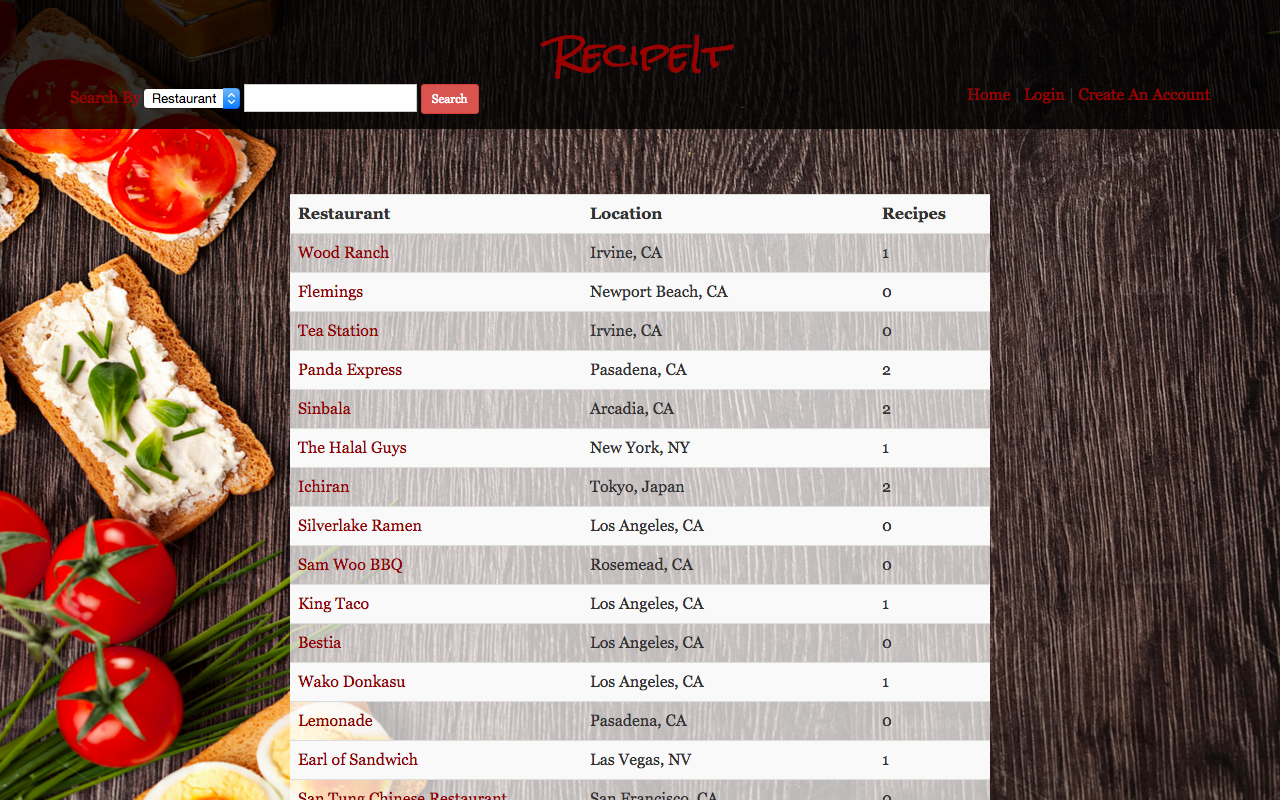 RecipeIt
Search By Restaurant Search
Home | Login | Create An Account
Restaurant Location Recipes
Wood Ranch Irvine, CA 1
Flemings Newport Beach, CA 0
Tea Station Irvine, CA 0
Panda Express Pasadena, CA 2
Sinbala Arcadia, CA 2
The Halal Guys New York, NY 1
Ichiran Tokyo, Japan 2
Silverlake Ramen Los Angeles, CA 0
Sam Woo BBQ Rosemead, CA 0
King Taco Los Angeles, CA 1
Bestia Los Angeles, CA 0
Wako Donkasu Los Angeles, CA 1
Lemonade Pasadena, CA 0
Earl of Sandwich Las Vegas, NV 1
San Tung Chinese Restaurant San Francisco, CA 0